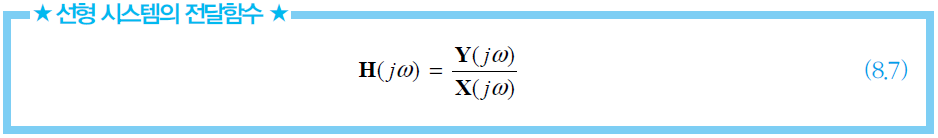 ★ 선형 시스템의 전달함수 ★
H(jω) = Y(jω) / X(jω) (8.7)